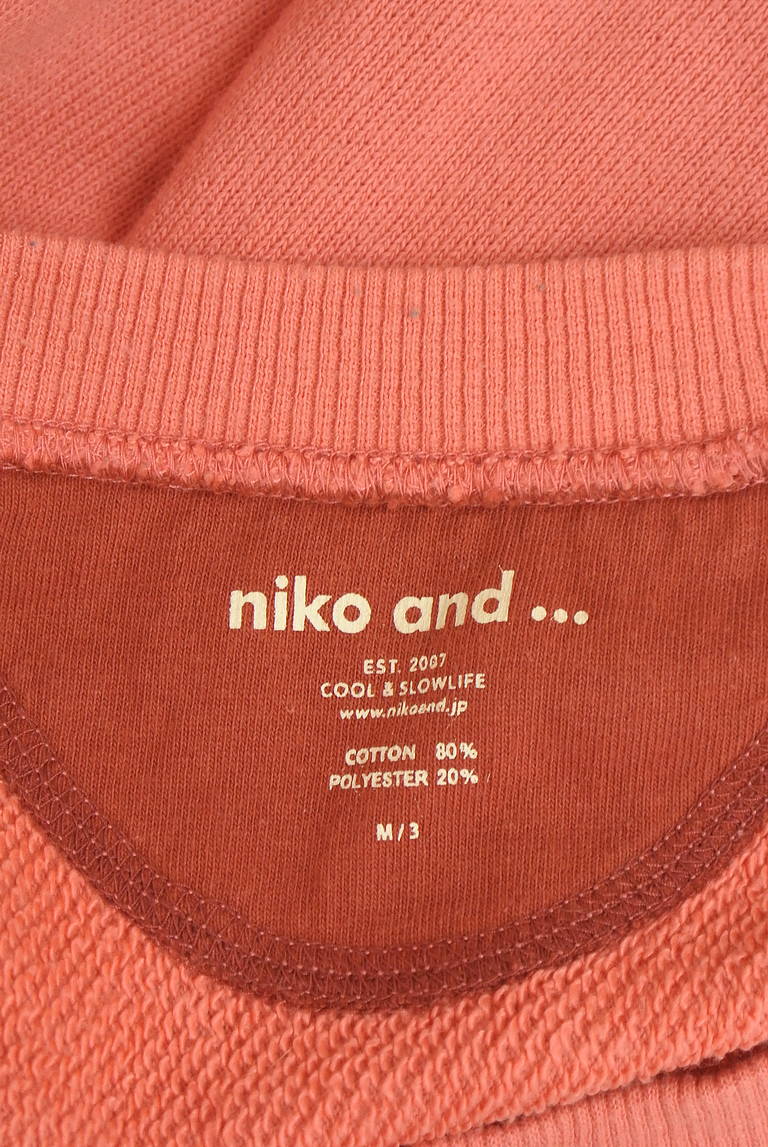 niko and ...
EST. 2007
COOL & SLOWLIFE
www.nikoand.jp
COTTON 80%
POLYESTER 20%
M / 3